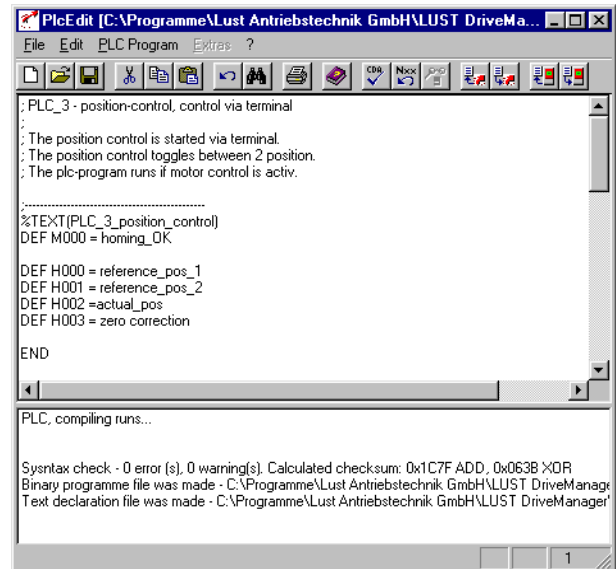 PlcEdit [C:\Programme\Lust Antriebstechnik GmbH\LUST DriveMa...
File Edit PLC Program Extras ?
CDR Nxx
; PLC_3 - position-control, control via terminal
;
; The position control is started via terminal.
; The position control toggles between 2 position.
; The plc-program runs if motor control is activ.
;-----------------------------------------------
%TEXT(PLC_3_position_control)
DEF M000 = homing_OK
DEF H000 = reference_pos_1
DEF H001 = reference_pos_2
DEF H002 =actual_pos
DEF H003 = zero correction
END
PLC, compiling runs...
Sysntax check - 0 error (s), 0 warning(s). Calculated checksum: 0x1C7F ADD, 0x063B XOR
Binary programme file was made - C:\Programme\Lust Antriebstechnik GmbH\LUST DriveManage
Text declaration file was made - C:\Programme\Lust Antriebstechnik GmbH\LUST DriveManager\
1